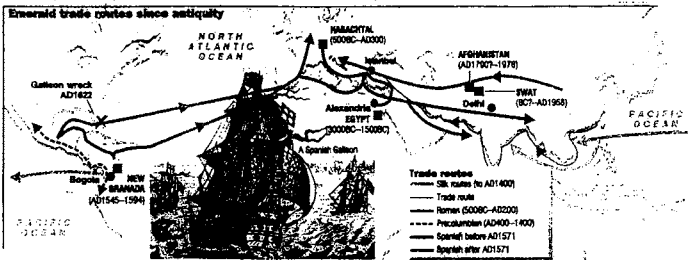 Emerald trade routes since antiquity
NORTH
ATLANTIC
OCEAN
HABACHTAL
(500BC–AD300)
Istanbul
AFGHANISTAN
(AD1790?–1976)
SWAT
(BC?–AD1958)
Delhi
Galleon wreck
AD1622
Alexandria
EGYPT
(3000BC–1500BC)
PACIFIC
OCEAN
A Spanish Galleon
Bogota
NEW
GRANADA
(AD1545–1594)
PACIFIC
OCEAN
Trade routes
Silk routes (to AD1400)
Trade route
Roman (500BC–AD200)
Precolumbian (AD400–1400)
Spanish before AD1571
Spanish after AD1571